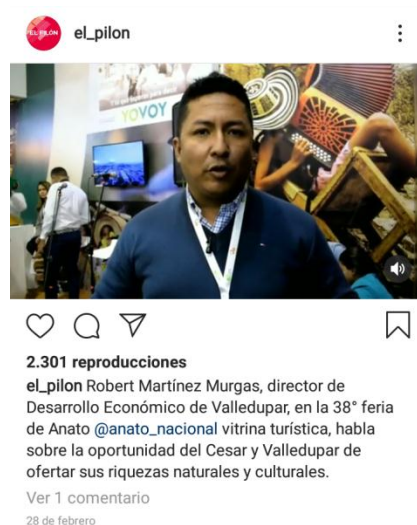 EL PILÓN
el_pilon
YOVOY
2.301 reproducciones
el_pilon Robert Martínez Murgas, director de
Desarrollo Económico de Valledupar, en la 38° feria
de Anato @anato_nacional vitrina turística, habla
sobre la oportunidad del Cesar y Valledupar de
ofertar sus riquezas naturales y culturales.
Ver 1 comentario
28 de febrero